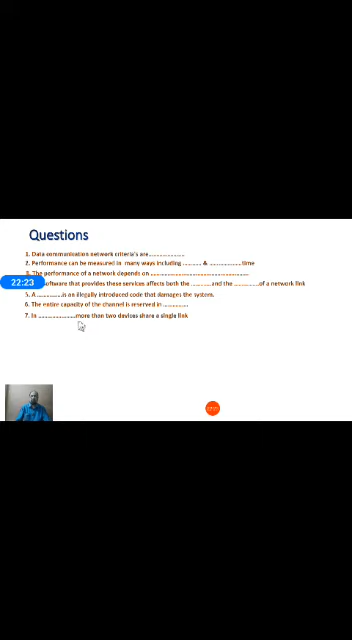 Questions
1. Data communication network criteria's are....................
2. Performance can be measured in many ways including .......... & .................. time
3. The performance of a network depends on ......................................................
22:23
software that provides these services affects both the ...........and the ..............of a network link
5. A ..............is an illegally introduced code that damages the system.
6. The entire capacity of the channel is reserved in ..............
7. In .....................more than two devices share a single link